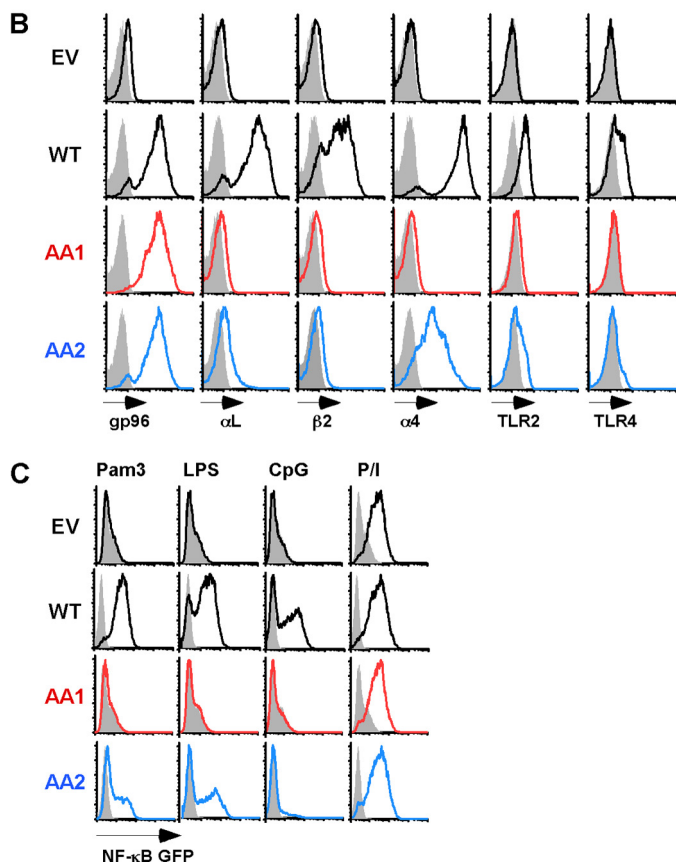 B
EV
WT
AA1
AA2
gp96 αL β2 α4 TLR2 TLR4
C
Pam3 LPS CpG P/I
EV
WT
AA1
AA2
NF-κB GFP